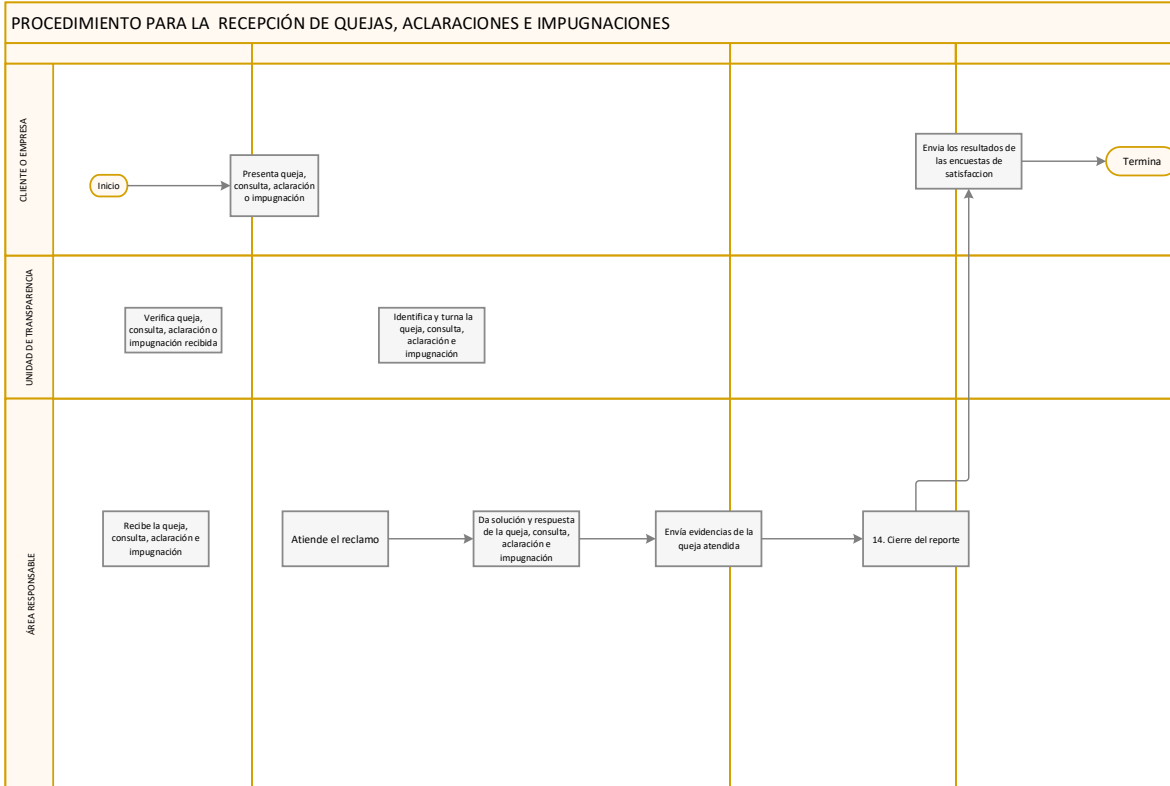 PROCEDIMIENTO PARA LA  RECEPCIÓN DE QUEJAS, ACLARACIONES E IMPUGNACIONES
CLIENTE O EMPRESA
Inicio
Presenta queja,
consulta, aclaración
o impugnación
Envia los resultados de
las encuestas de
satisfaccion
Termina
UNIDAD DE TRANSPARENCIA
Verifica queja,
consulta, aclaración o
impugnación recibida
Identifica y turna la
queja, consulta,
aclaración e
impugnación
ÁREA RESPONSABLE
Recibe la queja,
consulta, aclaración e
impugnación
Atiende el reclamo
Da solución y respuesta
de la queja, consulta,
aclaración e
impugnación
Envía evidencias de la
queja atendida
14. Cierre del reporte